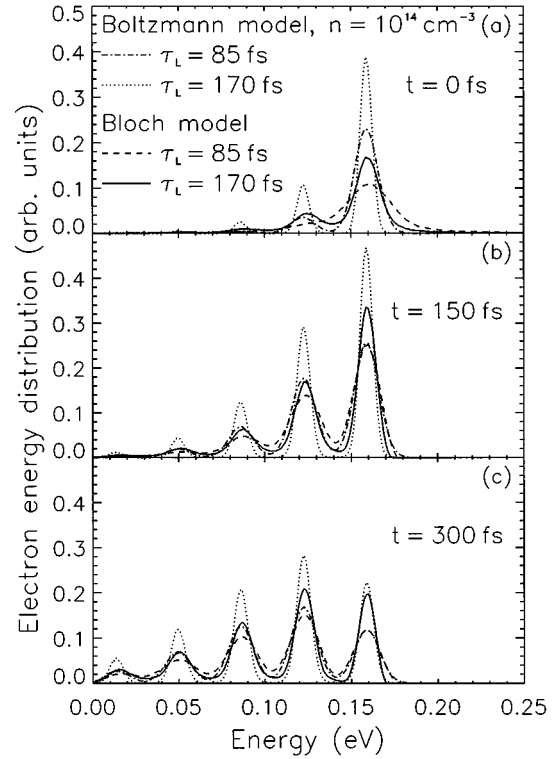 Boltzmann model, n = 10¹⁴ cm⁻³ (a)
τL = 85 fs
τL = 170 fs
t = 0 fs
Bloch model
τL = 85 fs
τL = 170 fs
0.5
0.4
0.3
0.2
0.1
0.0
(b)
t = 150 fs
0.4
0.3
0.2
0.1
0.0
(c)
t = 300 fs
0.4
0.3
0.2
0.1
0.0
Electron energy distribution (arb. units)
0.00 0.05 0.10 0.15 0.20 0.25
Energy (eV)